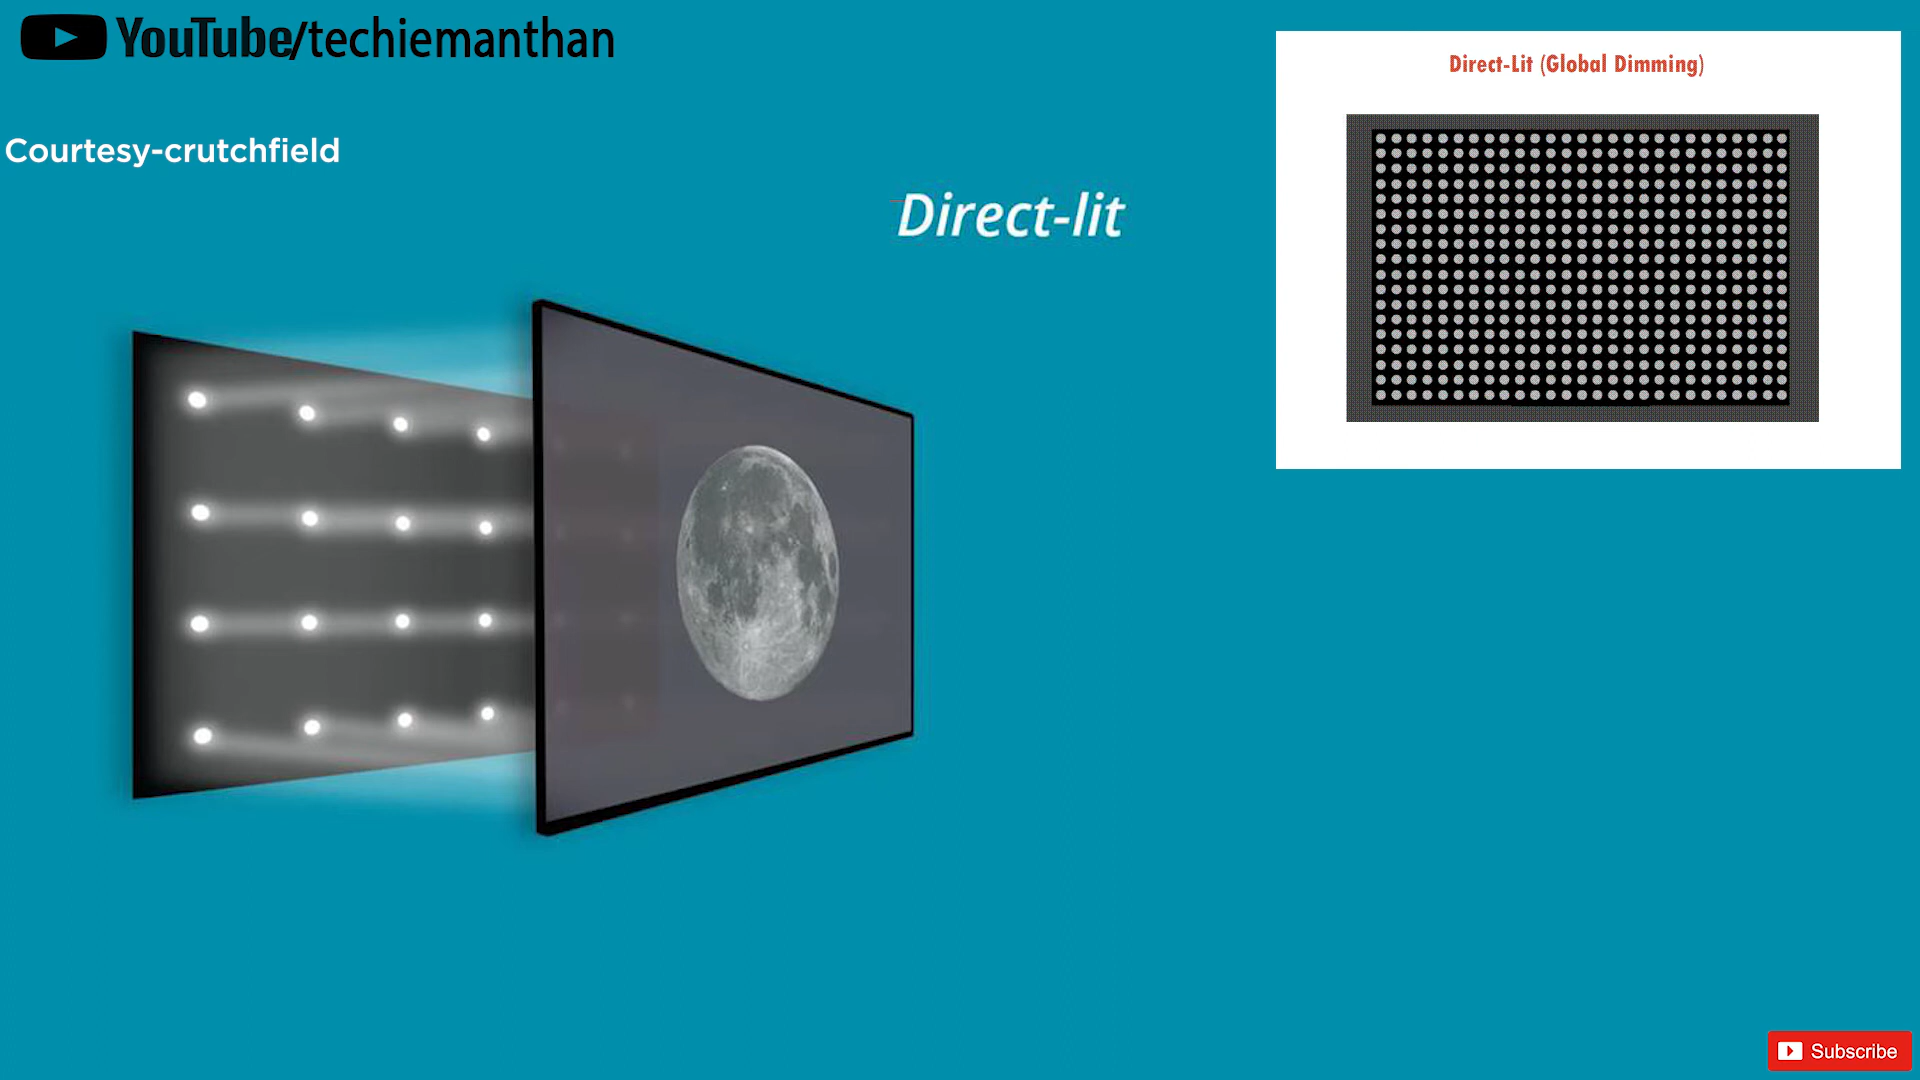 YouTube/techiemanthan
Direct-Lit (Global Dimming)
Courtesy-crutchfield
Direct-lit
Subscribe